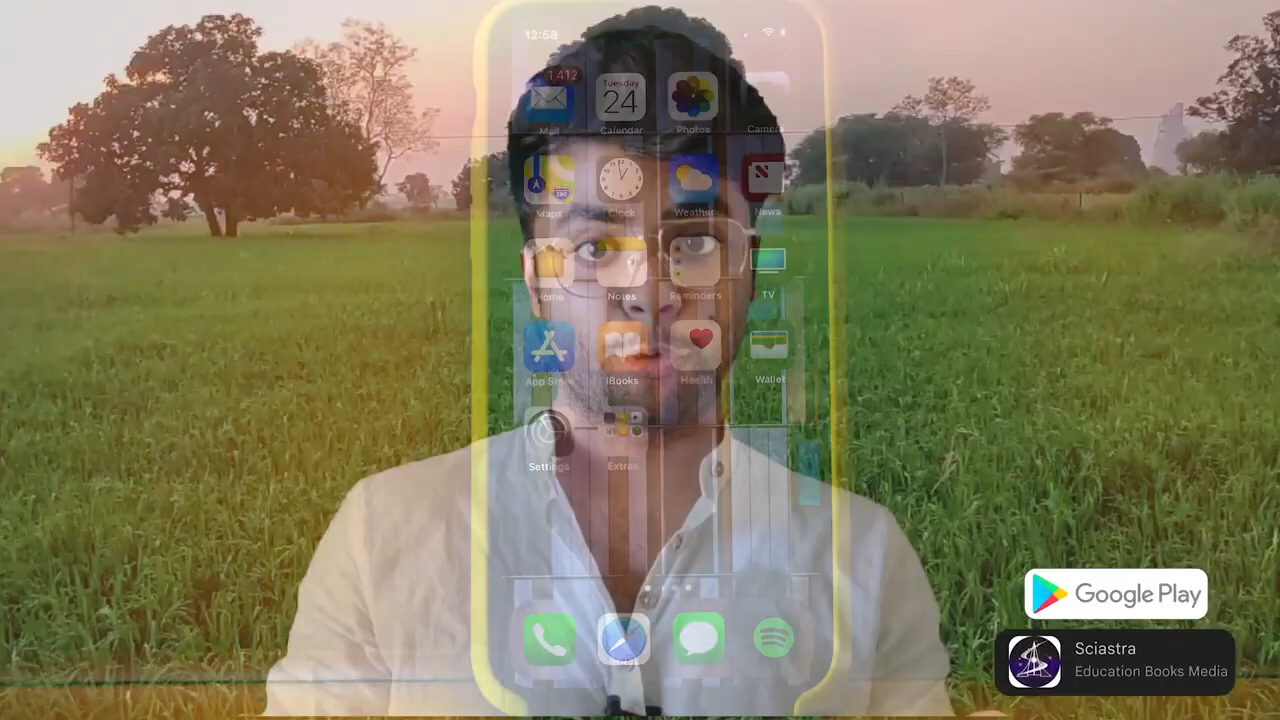 12:58
1,412
Tuesday
24
Mail
Calendar
Photos
Camera
280
Maps
Clock
Weather
News
Home
Notes
Reminders
TV
App Store
iBooks
Health
Wallet
Settings
Extras
Google Play
Sciastra
Education Books Media